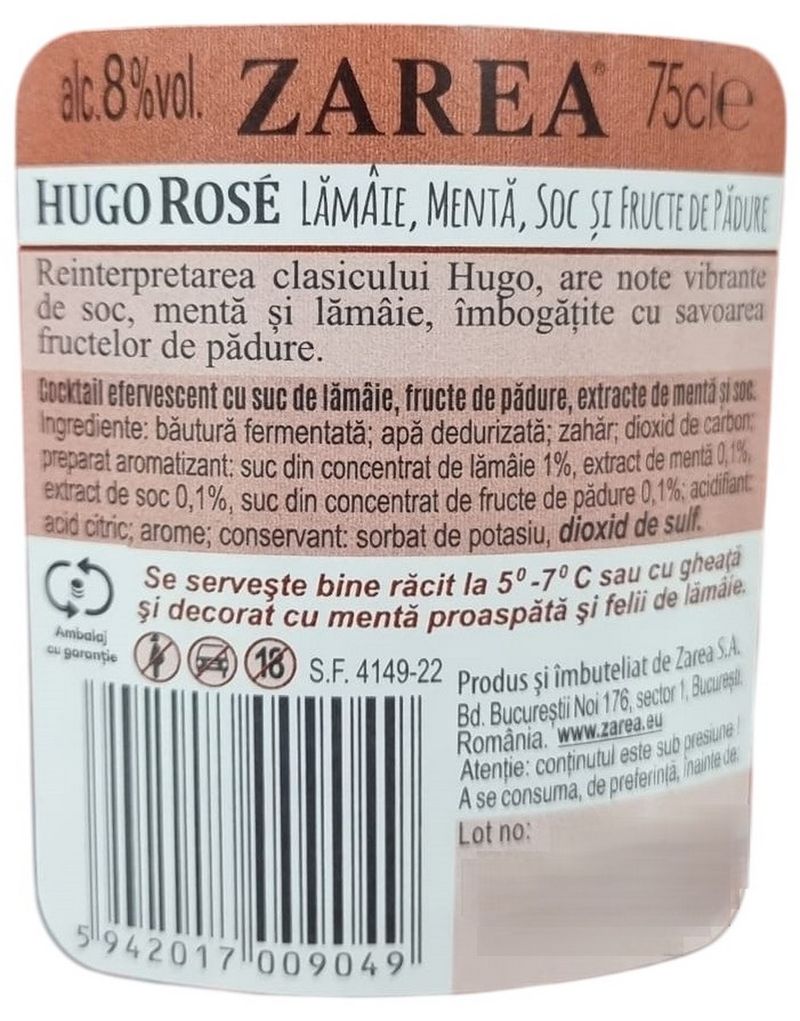 alc.8%vol. ZAREA® 75cl e
HUGO ROSÉ LĂMÂIE, MENTĂ, SOC ȘI FRUCTE DE PĂDURE
Reinterpretarea clasicului Hugo, are note vibrante
de soc, mentă și lămâie, îmbogățite cu savoarea
fructelor de pădure.
Cocktail efervescent cu suc de lămâie, fructe de pădure, extracte de mentă și soc.
Ingrediente: băutură fermentată; apă dedurizată; zahăr; dioxid de carbon;
preparat aromatizant: suc din concentrat de lămâie 1%, extract de mentă 0,1%,
extract de soc 0,1%, suc din concentrat de fructe de pădure 0,1%; acidifiant:
acid citric; arome; conservant: sorbat de potasiu, dioxid de sulf.
Se servește bine răcit la 5⁰-7⁰ C sau cu gheață
și decorat cu mentă proaspătă și felii de lămâie.
Ambalaj
cu garanție
18 S.F. 4149-22
Produs și îmbuteliat de Zarea S.A.
Bd. Bucureștii Noi 176, sector 1, București,
România. www.zarea.eu
Atenție: conținutul este sub presiune!
A se consuma, de preferință, înainte de:
Lot no:
5 942017 009049